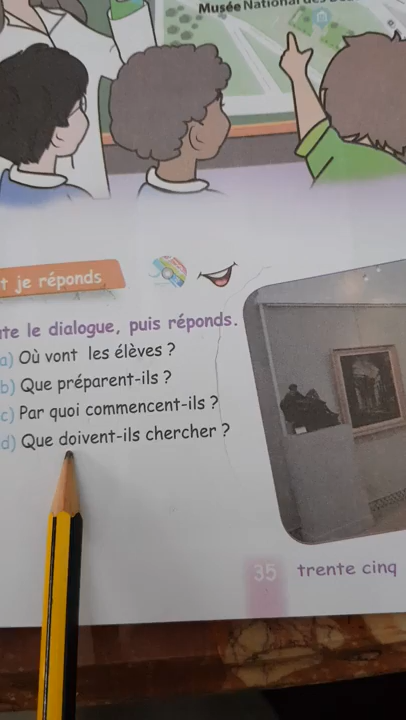 Musée National des
t je réponds
te le dialogue, puis réponds.
a) Où vont les élèves ?
b) Que préparent-ils ?
c) Par quoi commencent-ils ?
d) Que doivent-ils chercher ?
35 trente cinq